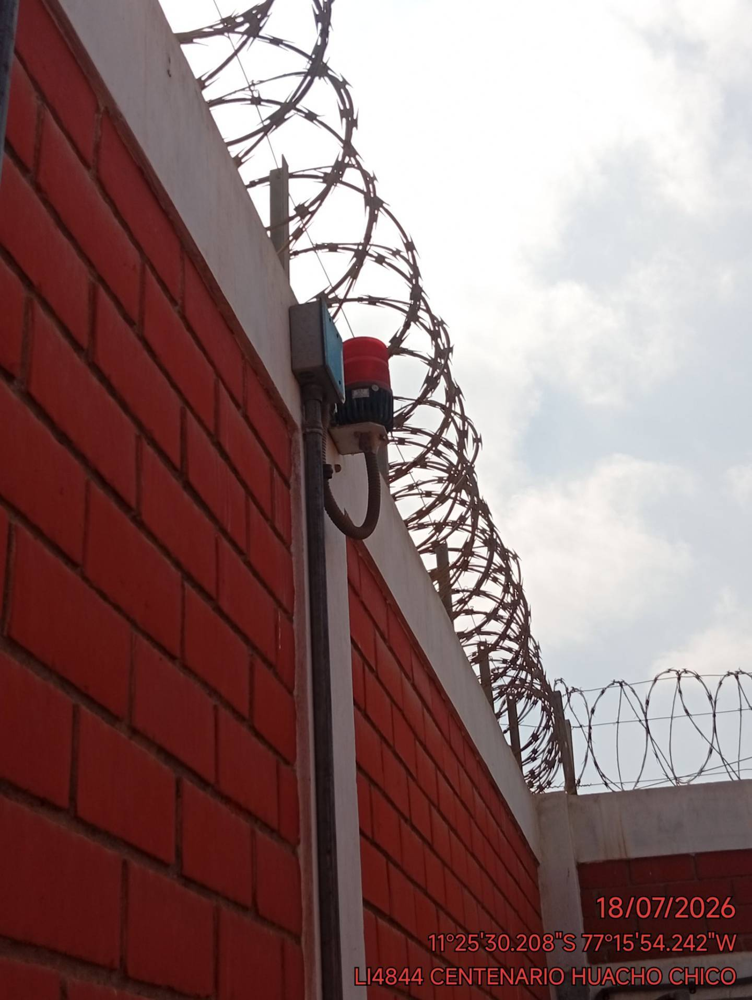 18/07/2026
11°25'30.208"S 77°15'54.242"W
LI4844 CENTENARIO HUACHO CHICO